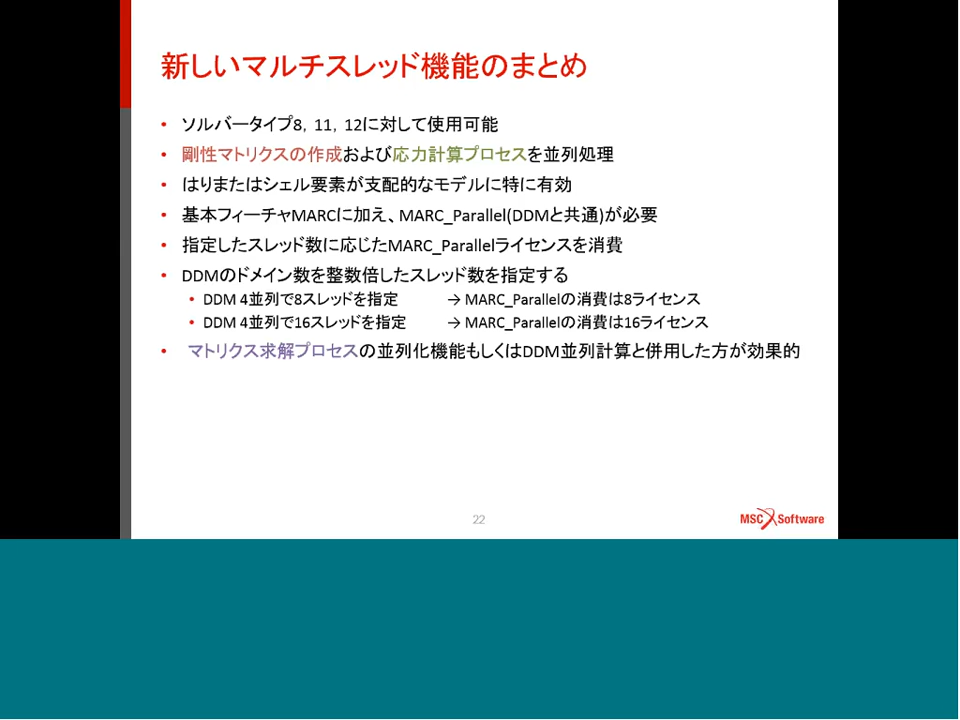 新しいマルチスレッド機能のまとめ
• ソルバータイプ8, 11, 12に対して使用可能
• 剛性マトリクスの作成および応力計算プロセスを並列処理
• はりまたはシェル要素が支配的なモデルに特に有効
• 基本フィーチャMARCに加え、MARC_Parallel(DDMと共通)が必要
• 指定したスレッド数に応じたMARC_Parallelライセンスを消費
• DDMのドメイン数を整数倍したスレッド数を指定する
• DDM 4並列で8スレッドを指定 → MARC_Parallelの消費は8ライセンス
• DDM 4並列で16スレッドを指定 → MARC_Parallelの消費は16ライセンス
• マトリクス求解プロセスの並列化機能もしくはDDM並列計算と併用した方が効果的
22
MSC Software